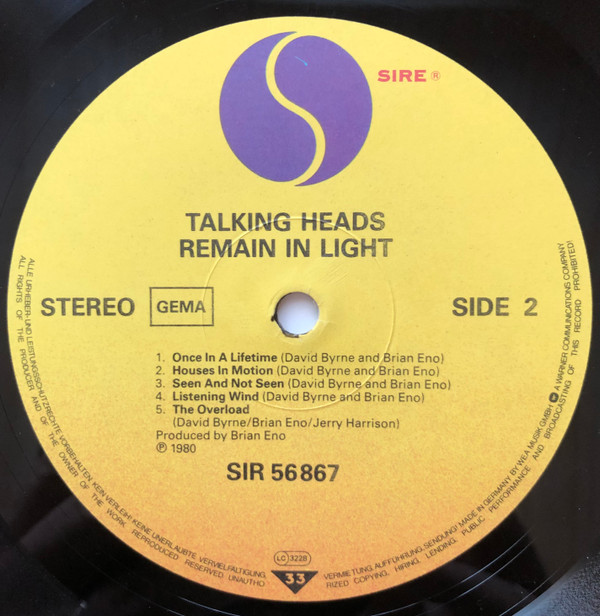 SIRE ®
TALKING HEADS
REMAIN IN LIGHT
STEREO
GEMA
SIDE 2
1. Once In A Lifetime (David Byrne and Brian Eno)
2. Houses In Motion (David Byrne and Brian Eno)
3. Seen And Not Seen (David Byrne and Brian Eno)
4. Listening Wind (David Byrne and Brian Eno)
5. The Overload
(David Byrne/Brian Eno/Jerry Harrison)
Produced by Brian Eno
℗ 1980
SIR 56 867
LC 3228
33
ALLE URHEBER- UND LEISTUNGSSCHUTZRECHTE VORBEHALTEN. KEIN VERLEIH! KEINE UNERLAUBTE VERVIELFÄLTIGUNG, VERMIETUNG, AUFFÜHRUNG, SENDUNG! MADE IN GERMANY BY WEA MUSIK GMBH A WARNER COMMUNICATIONS COMPANY
ALL RIGHTS OF THE PRODUCER AND OF THE OWNER OF THE WORK REPRODUCED RESERVED UNAUTHORIZED COPYING, HIRING, LENDING, PUBLIC PERFORMANCE AND BROADCASTING OF THIS RECORD PROHIBITED!